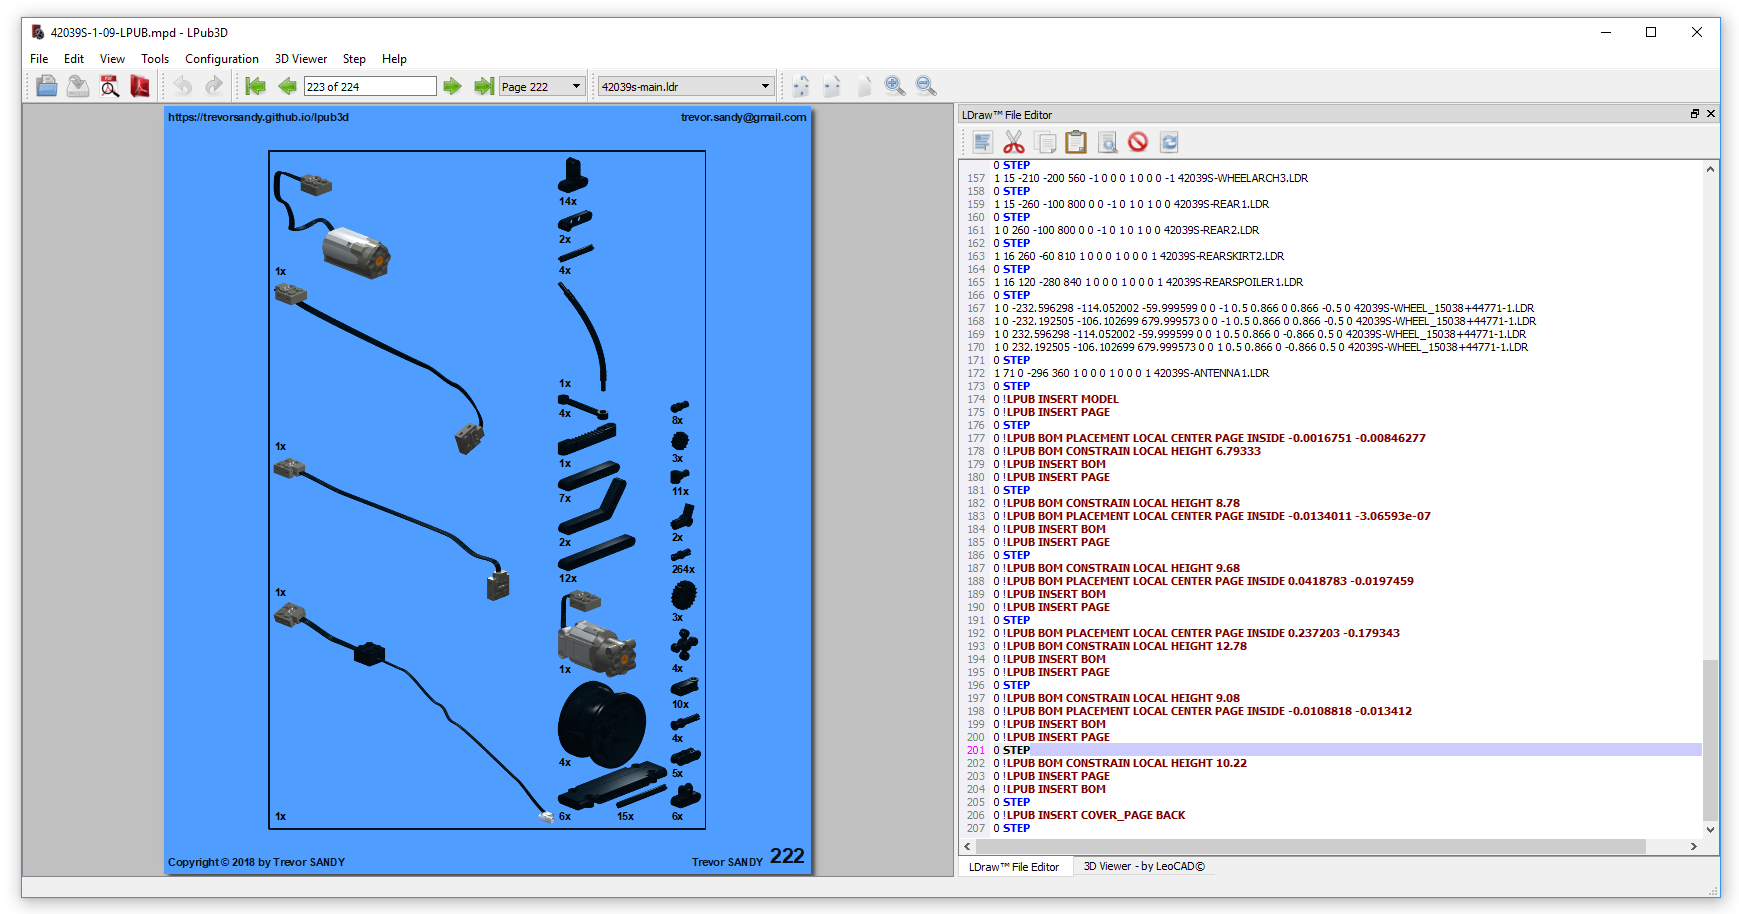 42039S-1-09-LPUB.mpd - LPub3D
File Edit View Tools Configuration 3D Viewer Step Help
223 of 224 Page 222 42039s-main.ldr
https://trevorsandy.github.io/lpub3d trevor.sandy@gmail.com
1x
1x
1x
1x
14x
2x
4x
1x
4x
1x
7x
2x
12x
1x
4x
6x 15x
8x
3x
11x
2x
264x
3x
4x
10x
4x
5x
6x
Copyright © 2018 by Trevor SANDY Trevor SANDY 222
LDraw™ File Editor
0 STEP
157 1 15 -210 -200 560 -1 0 0 0 1 0 0 0 -1 42039S-WHEELARCH3.LDR
158 0 STEP
159 1 15 -260 -100 800 0 0 -1 0 1 0 1 0 0 42039S-REAR1.LDR
160 0 STEP
161 1 0 260 -100 800 0 0 -1 0 1 0 1 0 0 42039S-REAR2.LDR
162 0 STEP
163 1 16 260 -60 810 1 0 0 0 1 0 0 0 1 42039S-REARSKIRT2.LDR
164 0 STEP
165 1 16 120 -280 840 1 0 0 0 1 0 0 0 1 42039S-REARSPOILER1.LDR
166 0 STEP
167 1 0 -232.596298 -114.052002 -59.999599 0 0 -1 0.5 0.866 0 0.866 -0.5 0 42039S-WHEEL_15038+44771-1.LDR
168 1 0 -232.192505 -106.102699 679.999573 0 0 -1 0.5 0.866 0 0.866 -0.5 0 42039S-WHEEL_15038+44771-1.LDR
169 1 0 232.596298 -114.052002 -59.999599 0 0 1 0.5 0.866 0 -0.866 0.5 0 42039S-WHEEL_15038+44771-1.LDR
170 1 0 232.192505 -106.102699 679.999573 0 0 1 0.5 0.866 0 -0.866 0.5 0 42039S-WHEEL_15038+44771-1.LDR
171 0 STEP
172 1 71 0 -296 360 1 0 0 0 1 0 0 0 1 42039S-ANTENNA1.LDR
173 0 STEP
174 0 !LPUB INSERT MODEL
175 0 !LPUB INSERT PAGE
176 0 STEP
177 0 !LPUB BOM PLACEMENT LOCAL CENTER PAGE INSIDE -0.0016751 -0.00846277
178 0 !LPUB BOM CONSTRAIN LOCAL HEIGHT 6.79333
179 0 !LPUB INSERT BOM
180 0 !LPUB INSERT PAGE
181 0 STEP
182 0 !LPUB BOM CONSTRAIN LOCAL HEIGHT 8.78
183 0 !LPUB BOM PLACEMENT LOCAL CENTER PAGE INSIDE -0.0134011 -3.06593e-07
184 0 !LPUB INSERT BOM
185 0 !LPUB INSERT PAGE
186 0 STEP
187 0 !LPUB BOM CONSTRAIN LOCAL HEIGHT 9.68
188 0 !LPUB BOM PLACEMENT LOCAL CENTER PAGE INSIDE 0.0418783 -0.0197459
189 0 !LPUB INSERT BOM
190 0 !LPUB INSERT PAGE
191 0 STEP
192 0 !LPUB BOM PLACEMENT LOCAL CENTER PAGE INSIDE 0.237203 -0.179343
193 0 !LPUB BOM CONSTRAIN LOCAL HEIGHT 12.78
194 0 !LPUB INSERT BOM
195 0 !LPUB INSERT PAGE
196 0 STEP
197 0 !LPUB BOM CONSTRAIN LOCAL HEIGHT 9.08
198 0 !LPUB BOM PLACEMENT LOCAL CENTER PAGE INSIDE -0.0108818 -0.013412
199 0 !LPUB INSERT BOM
200 0 !LPUB INSERT PAGE
201 0 STEP
202 0 !LPUB BOM CONSTRAIN LOCAL HEIGHT 10.22
203 0 !LPUB INSERT PAGE
204 0 !LPUB INSERT BOM
205 0 STEP
206 0 !LPUB INSERT COVER_PAGE BACK
207 0 STEP
LDraw™ File Editor 3D Viewer - by LeoCAD©